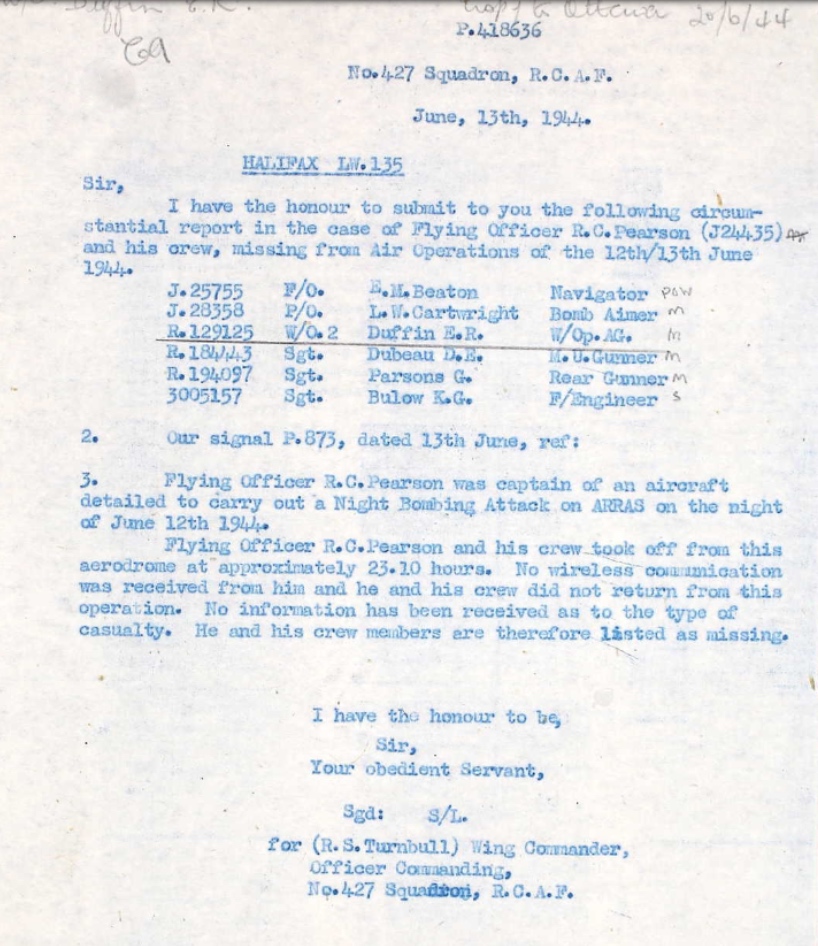 Duffin E.R. Copy to Ottawa 20/6/44
P.418636
No.427 Squadron, R.C.A.F.
June, 13th, 1944.
HALIFAX LW.135
Sir,
I have the honour to submit to you the following circum-
stantial report in the case of Flying Officer R.C.Pearson (J24435)
and his crew, missing from Air Operations of the 12th/13th June
1944.
J.25755 F/O. E.M.Beaton Navigator POW
J.28358 P/O. L.W.Cartwright Bomb Aimer M
R.129125 W/O.2 Duffin E.R. W/Op.AG. M
R.184443 Sgt. Dubeau D.E. M.U.Gunner M
R.194097 Sgt. Parsons G. Rear Gunner M
3005157 Sgt. Bulow K.G. F/Engineer S
2. Our signal P.873, dated 13th June, ref:
3. Flying Officer R.C.Pearson was captain of an aircraft
detailed to carry out a Night Bombing Attack on ARRAS on the night
of June 12th 1944.
Flying Officer R.C.Pearson and his crew took off from this
aerodrome at approximately 23.10 hours. No wireless communication
was received from him and he and his crew did not return from this
operation. No information has been received as to the type of
casualty. He and his crew members are therefore listed as missing.
I have the honour to be,
Sir,
Your obedient Servant,
Sgd: S/L.
for (R.S.Turnbull) Wing Commander,
Officer Commanding,
No.427 Squadron, R.C.A.F.